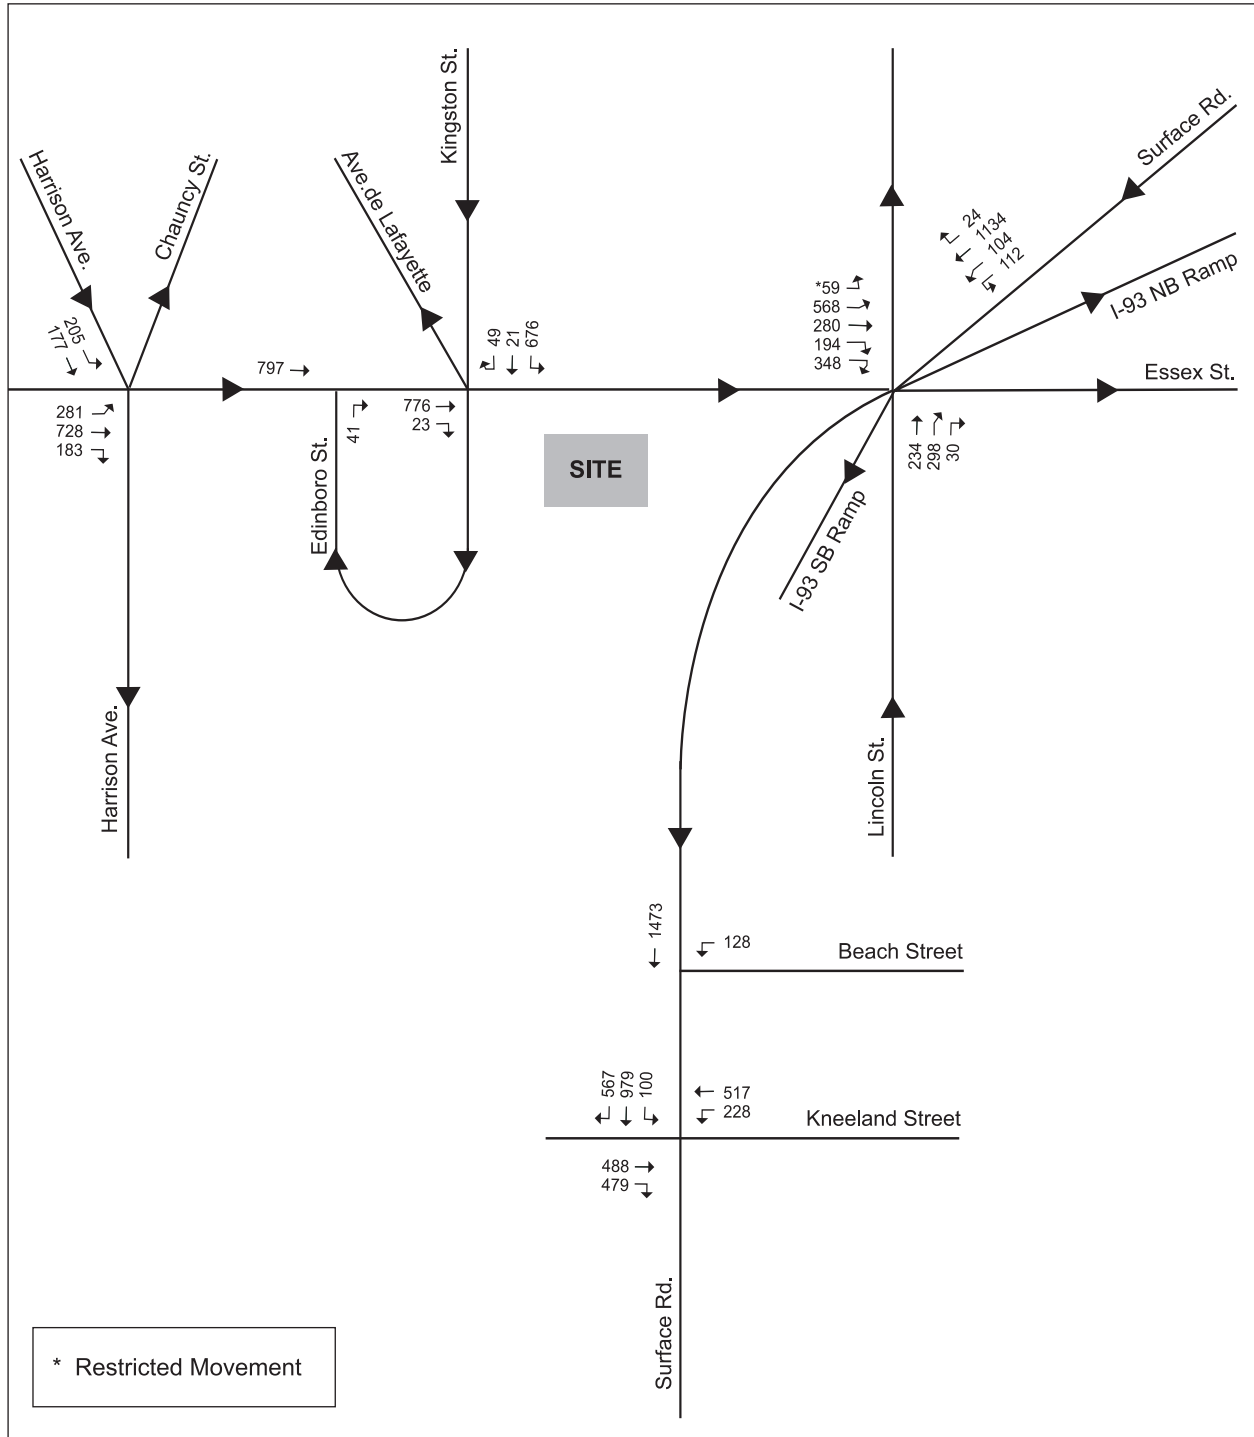 Kingston St.
Surface Rd.
Harrison Ave.
Chauncy St.
Ave.de Lafayette
24
1134
104
112
I-93 NB Ramp
*59
568
280
194
348
205
177
49
21
676
797
Essex St.
281
728
183
41
776
23
234
298
30
SITE
Edinboro St.
I-93 SB Ramp
Harrison Ave.
Lincoln St.
1473
128
Beach Street
567
979
100
517
228
Kneeland Street
488
479
Surface Rd.
* Restricted Movement